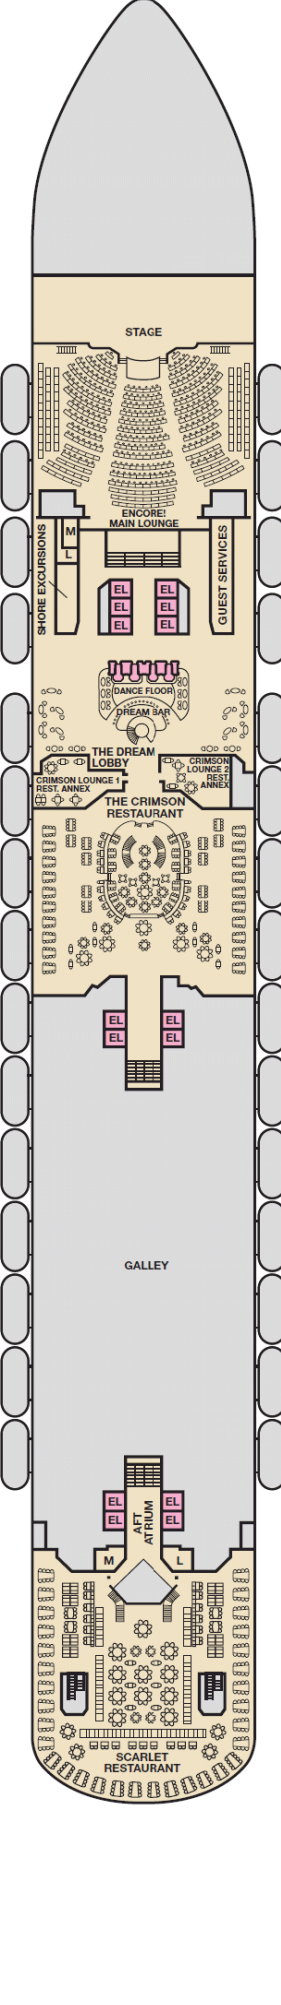 STAGE
ENCORE!
MAIN LOUNGE
SHORE EXCURSIONS
M
L
GUEST SERVICES
EL EL
EL EL
EL EL
DANCE FLOOR
DREAM BAR
THE DREAM
LOBBY
CRIMSON LOUNGE 1
REST. ANNEX
CRIMSON
LOUNGE 2
REST.
ANNEX
THE CRIMSON
RESTAURANT
EL EL
EL EL
GALLEY
EL EL
EL EL
AFT
ATRIUM
M L
SCARLET
RESTAURANT